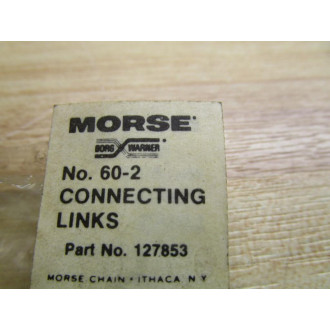 MORSE
BORG WARNER
No. 60-2
CONNECTING
LINKS
Part No. 127853
MORSE CHAIN • ITHACA, N Y